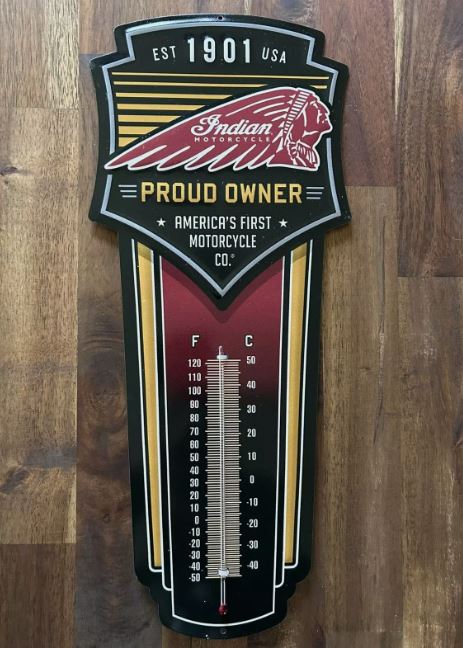 EST 1901 USA
Indian
MOTORCYCLE
PROUD OWNER
★ AMERICA'S FIRST ★
MOTORCYCLE
CO.®
F C
120 50
110
100 40
90
80 30
70
60 20
50 10
40
30 0
20
10 -10
0
-10 -20
-20
-30 -30
-40 -40
-50